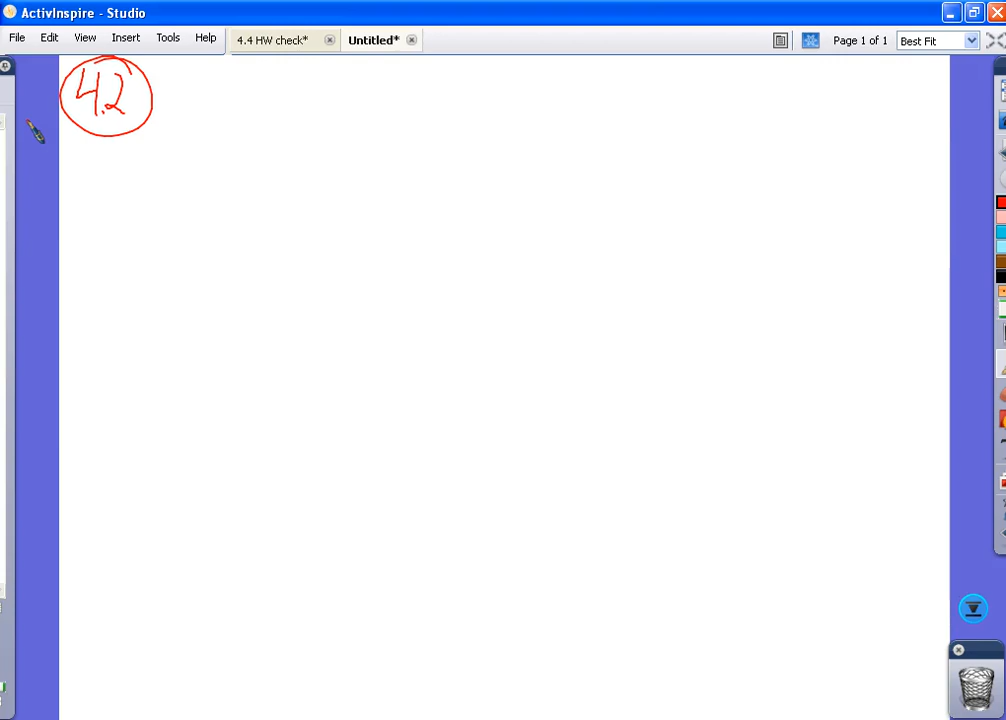 ActivInspire - Studio
File Edit View Insert Tools Help 4.4 HW check* Untitled* Page 1 of 1 Best Fit
4.2